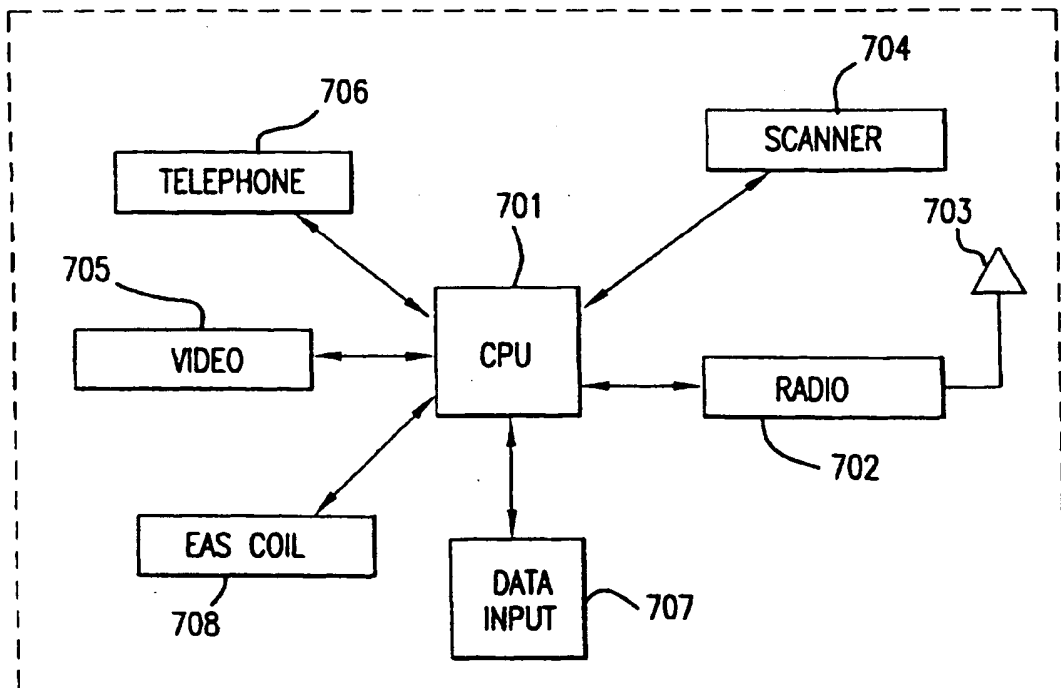 704
706
SCANNER
TELEPHONE
701
703
705
CPU
VIDEO
RADIO
702
EAS COIL
DATA
INPUT
707
708